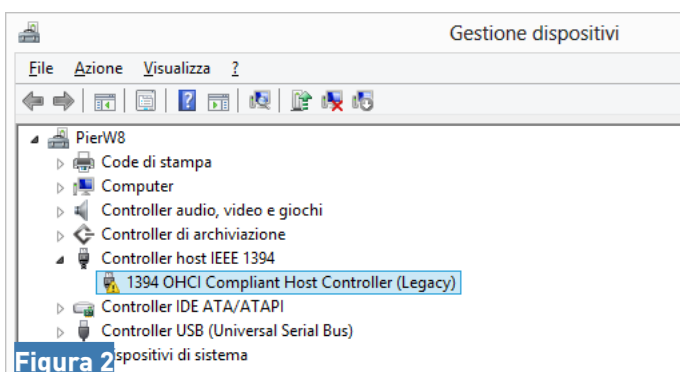 Gestione dispositivi
File Azione Visualizza ?
PierW8
Code di stampa
Computer
Controller audio, video e giochi
Controller di archiviazione
Controller host IEEE 1394
1394 OHCI Compliant Host Controller (Legacy)
Controller IDE ATA/ATAPI
Controller USB (Universal Serial Bus)
Figura 2 ispositivi di sistema